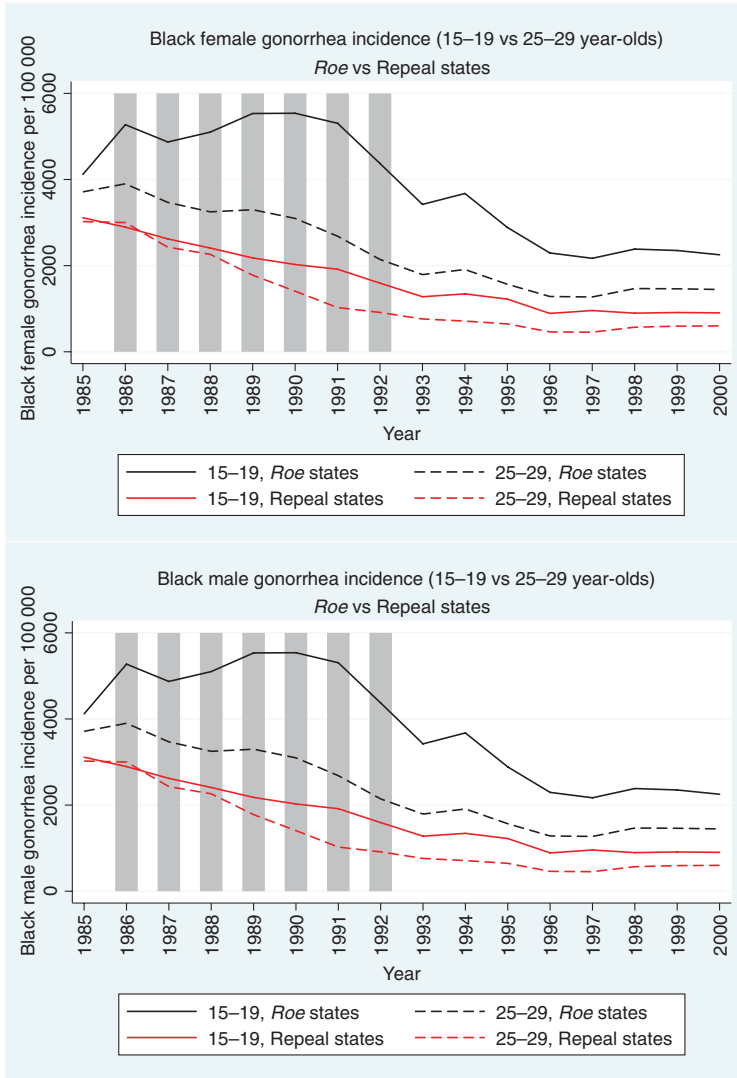 Black female gonorrhea incidence (15–19 vs 25–29 year-olds)
Roe vs Repeal states
Black female gonorrhea incidence per 100 000
6000
4000
2000
0
1985 1986 1987 1988 1989 1990 1991 1992 1993 1994 1995 1996 1997 1998 1999 2000
Year
15–19, Roe states 25–29, Roe states
15–19, Repeal states 25–29, Repeal states
Black male gonorrhea incidence (15–19 vs 25–29 year-olds)
Roe vs Repeal states
Black male gonorrhea incidence per 100 000
6000
4000
2000
0
1985 1986 1987 1988 1989 1990 1991 1992 1993 1994 1995 1996 1997 1998 1999 2000
Year
15–19, Roe states 25–29, Roe states
15–19, Repeal states 25–29, Repeal states